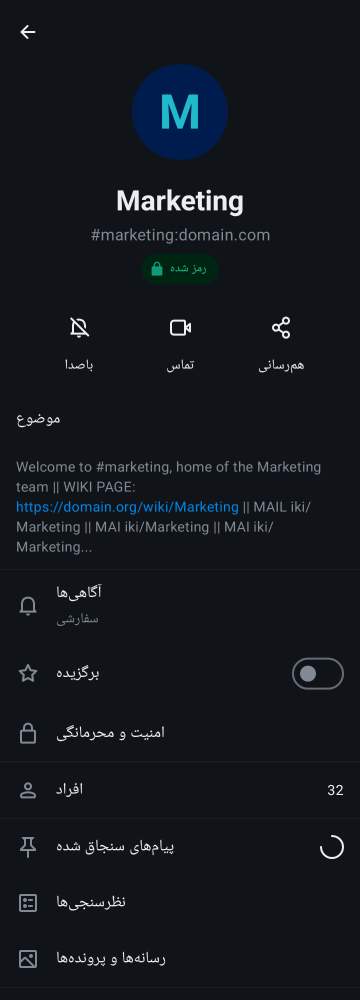 M
Marketing
#marketing:domain.com
رمز شده
باصدا
تماس
هم‌رسانی
موضوع
Welcome to #marketing, home of the Marketing
team || WIKI PAGE:
https://domain.org/wiki/Marketing || MAIL iki/
Marketing || MAI iki/Marketing || MAI iki/
Marketing...
آگاهی‌ها
سفارشی
برگزیده
امنیت و محرمانگی
افراد 32
پیام‌های سنجاق شده
نظرسنجی‌ها
رسانه‌ها و پرونده‌ها